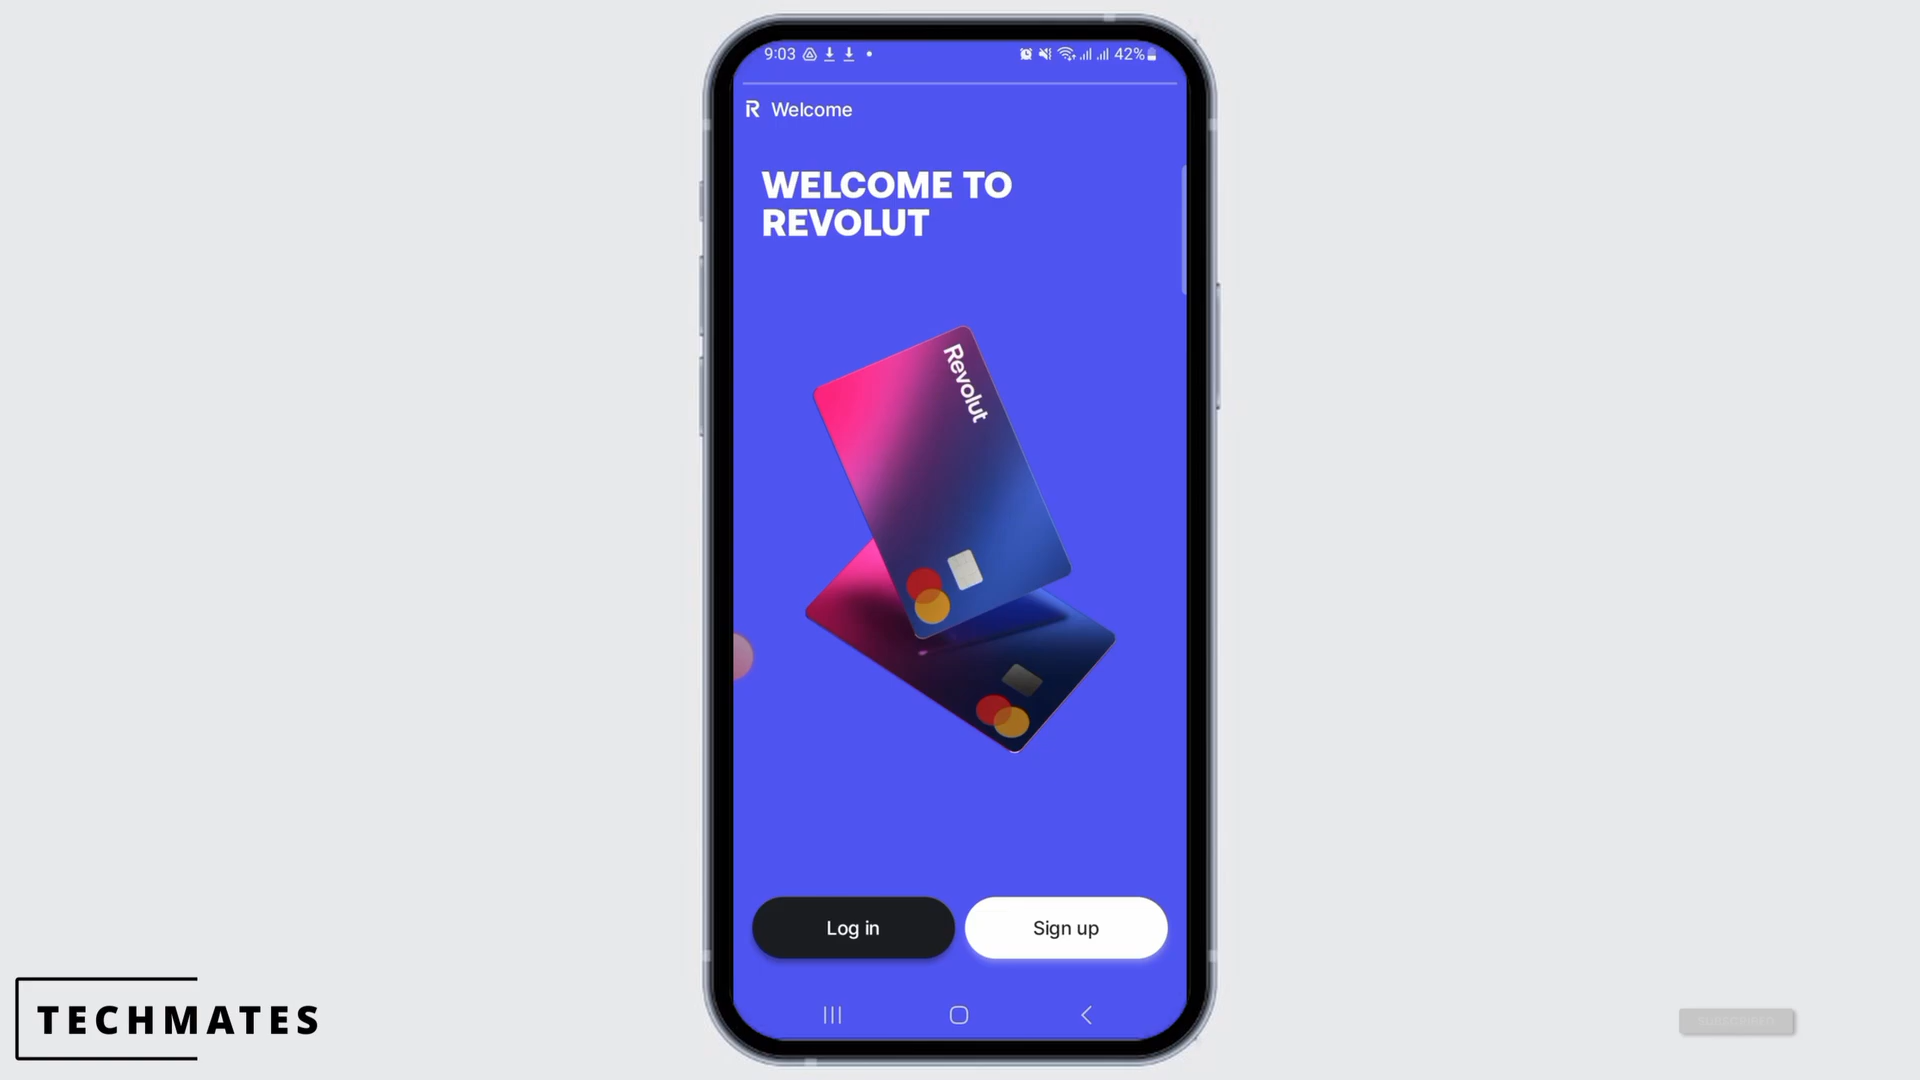 9:03
42%
R Welcome
WELCOME TO
REVOLUT
Revolut
Log in
Sign up
TECHMATES